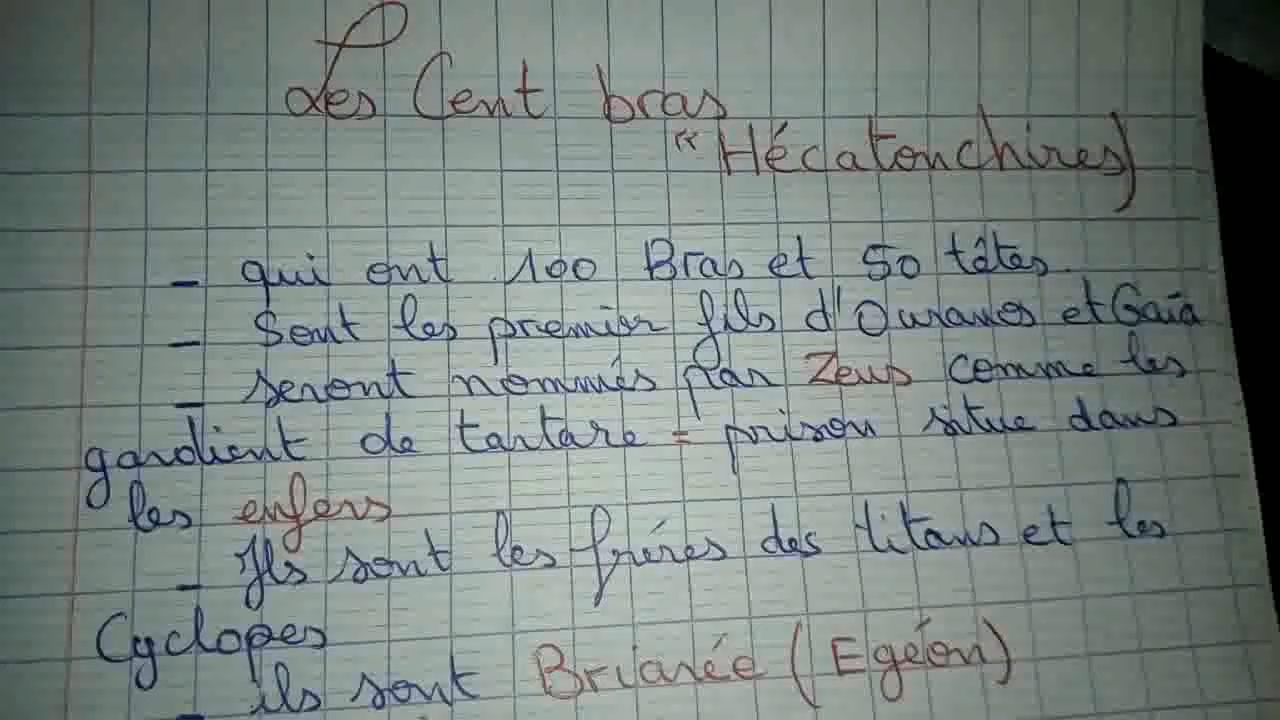 Les Cent bras
"Hécatonchires)
- qui ont 100 Bras et 50 têtes.
- Sont les premier fils d'Ouranos et Gaïa
- seront nommés par Zeus comme les
gardient de tartare = prison situe dans
les enfers
- Ils sont les fréres des titans et les
Cyclopes
- ils sont Briarée (Egéon)